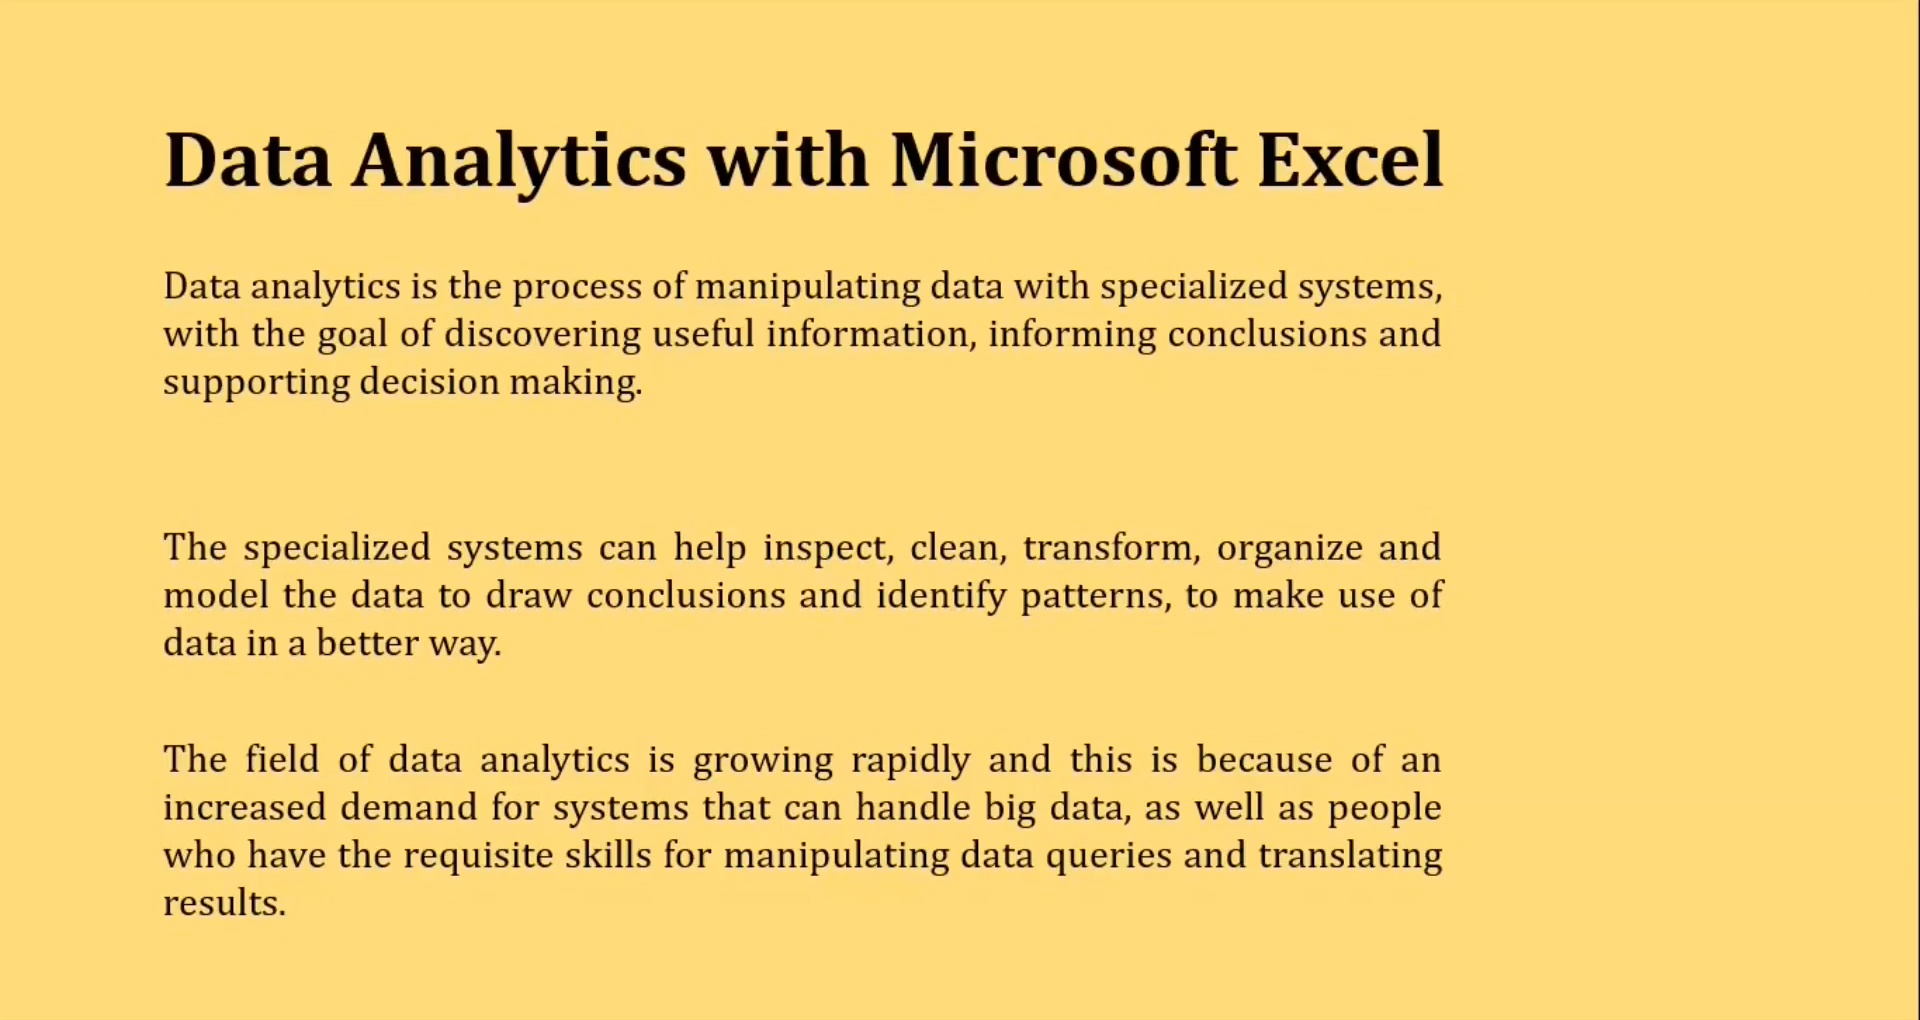 Data Analytics with Microsoft Excel
Data analytics is the process of manipulating data with specialized systems,
with the goal of discovering useful information, informing conclusions and
supporting decision making.
The specialized systems can help inspect, clean, transform, organize and
model the data to draw conclusions and identify patterns, to make use of
data in a better way.
The field of data analytics is growing rapidly and this is because of an
increased demand for systems that can handle big data, as well as people
who have the requisite skills for manipulating data queries and translating
results.